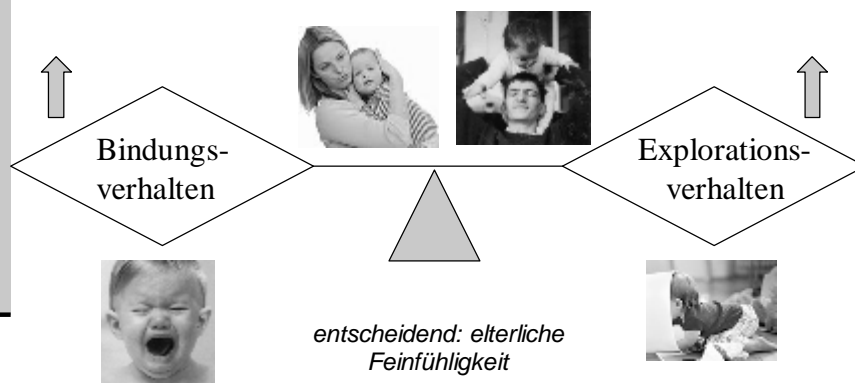 Bindungs-
verhalten
Explorations-
verhalten
entscheidend: elterliche
Feinfühligkeit